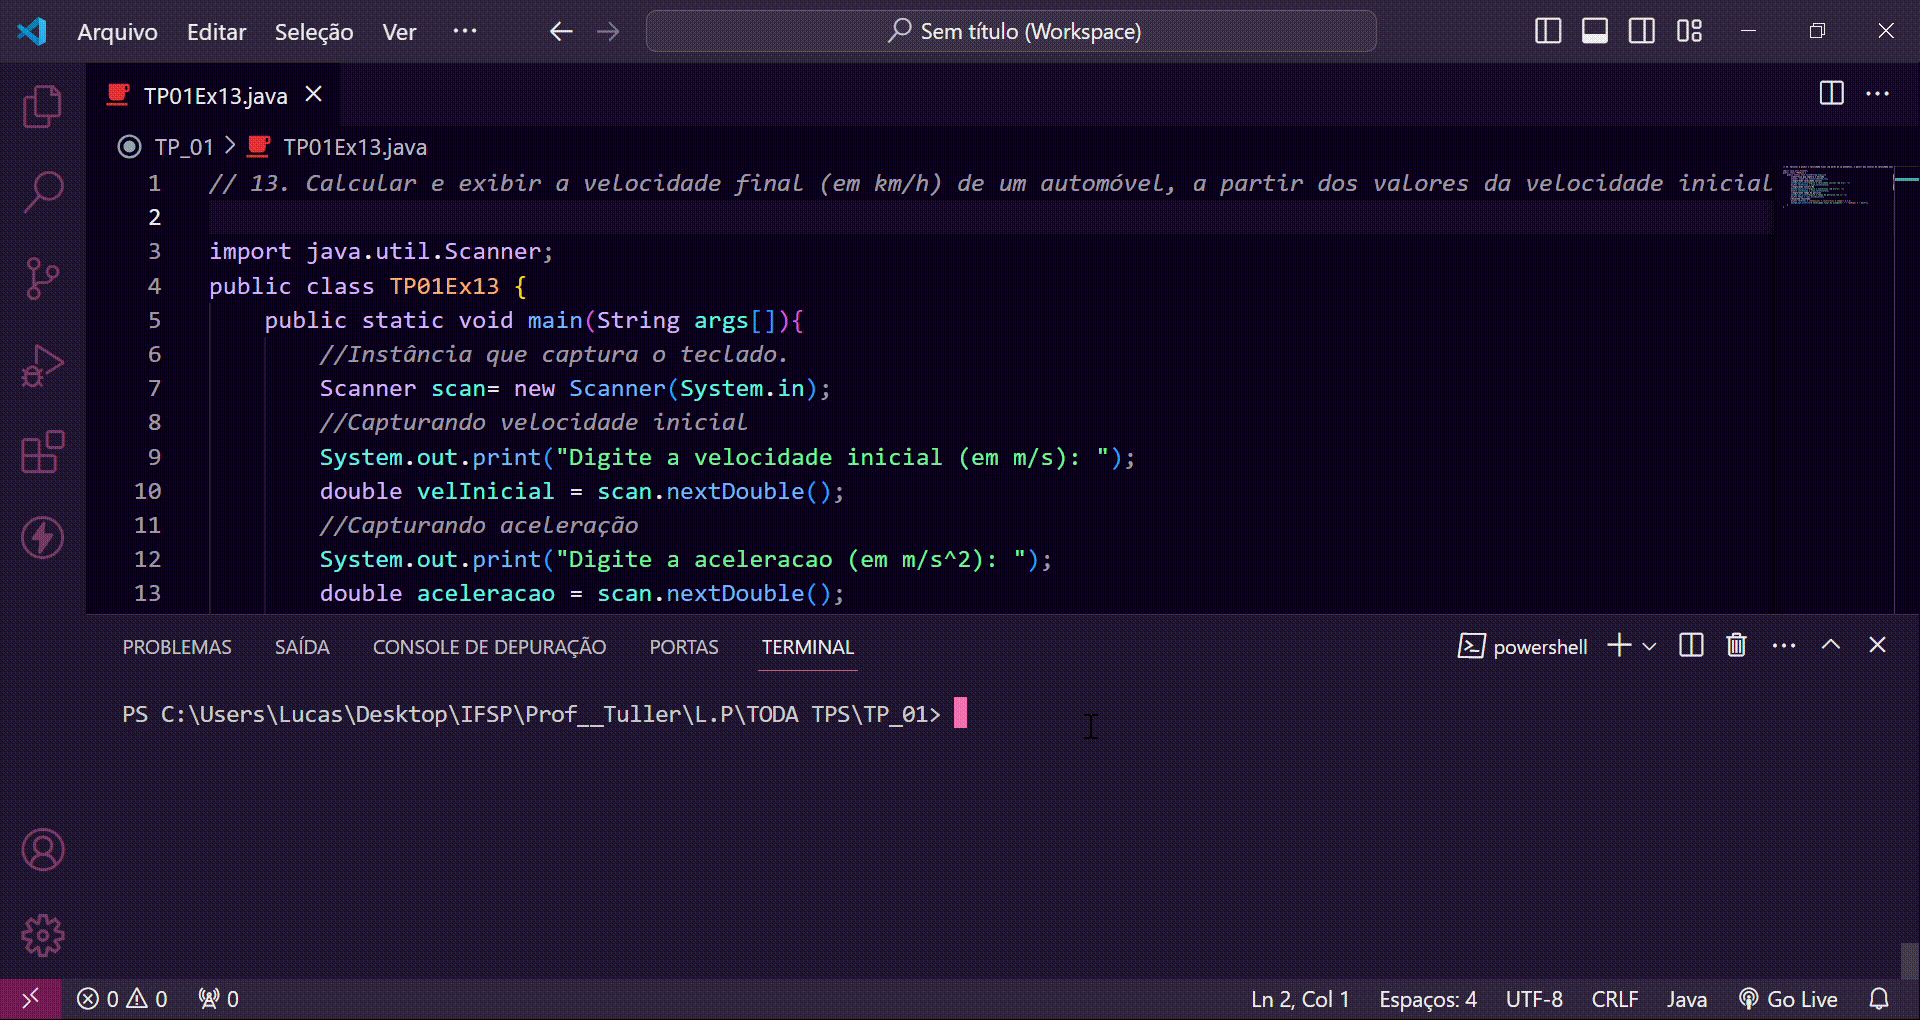 Arquivo Editar Seleção Ver ··· Sem título (Workspace)
TP01Ex13.java
TP_01 > TP01Ex13.java
1 // 13. Calcular e exibir a velocidade final (em km/h) de um automóvel, a partir dos valores da velocidade inicial
2
3 import java.util.Scanner;
4 public class TP01Ex13 {
5 public static void main(String args[]){
6 //Instância que captura o teclado.
7 Scanner scan= new Scanner(System.in);
8 //Capturando velocidade inicial
9 System.out.print("Digite a velocidade inicial (em m/s): ");
10 double velInicial = scan.nextDouble();
11 //Capturando aceleração
12 System.out.print("Digite a aceleracao (em m/s^2): ");
13 double aceleracao = scan.nextDouble();
PROBLEMAS SAÍDA CONSOLE DE DEPURAÇÃO PORTAS TERMINAL powershell
PS C:\Users\Lucas\Desktop\IFSP\Prof__Tuller\L.P\TODA TPS\TP_01>
0 0 0 Ln 2, Col 1 Espaços: 4 UTF-8 CRLF Java Go Live